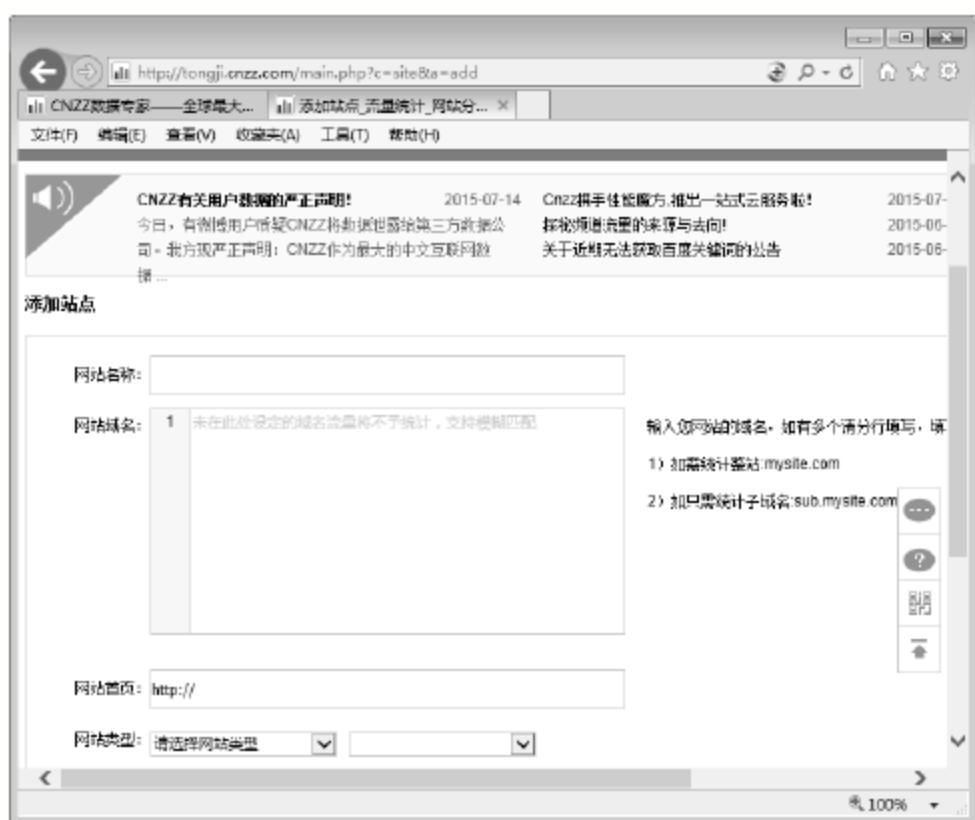 http://tongji.cnzz.com/main.php?c=site&a=add
CNZZ数据专家——全球最大...
添加站点_流量统计_网站分... ×
文件(F) 编辑(E) 查看(V) 收藏夹(A) 工具(T) 帮助(H)
CNZZ有关用户数据的严正声明! 2015-07-14
今日，有微博用户质疑CNZZ将数据泄露给第三方数据公
司。我方现严正声明：CNZZ作为最大的中文互联网数
据 ...
Cnzz携手性能魔方,推出一站式云服务啦! 2015-07-
探秘频道流量的来源与去向! 2015-06-
关于近期无法获取百度关键词的公告 2015-06-
添加站点
网站名称:
网站域名:
1 未在此处设定的域名流量将不予统计，支持模糊匹配
输入您网站的域名，如有多个请分行填写，填
1）如需统计整站:mysite.com
2）如只需统计子域名:sub.mysite.com
网站首页: http://
网站类型: 请选择网站类型
100%